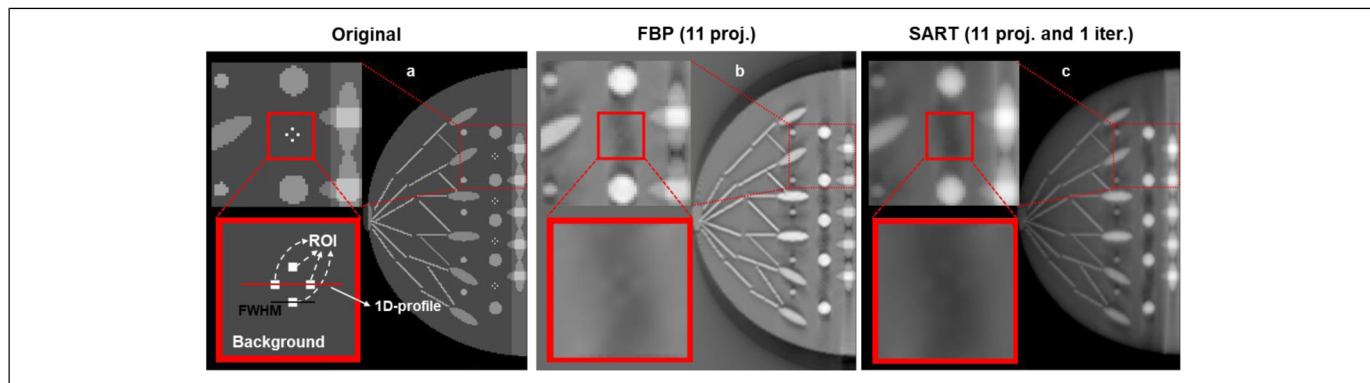 Original
FBP (11 proj.)
SART (11 proj. and 1 iter.)
a
b
c
ROI
1D-profile
FWHM
Background